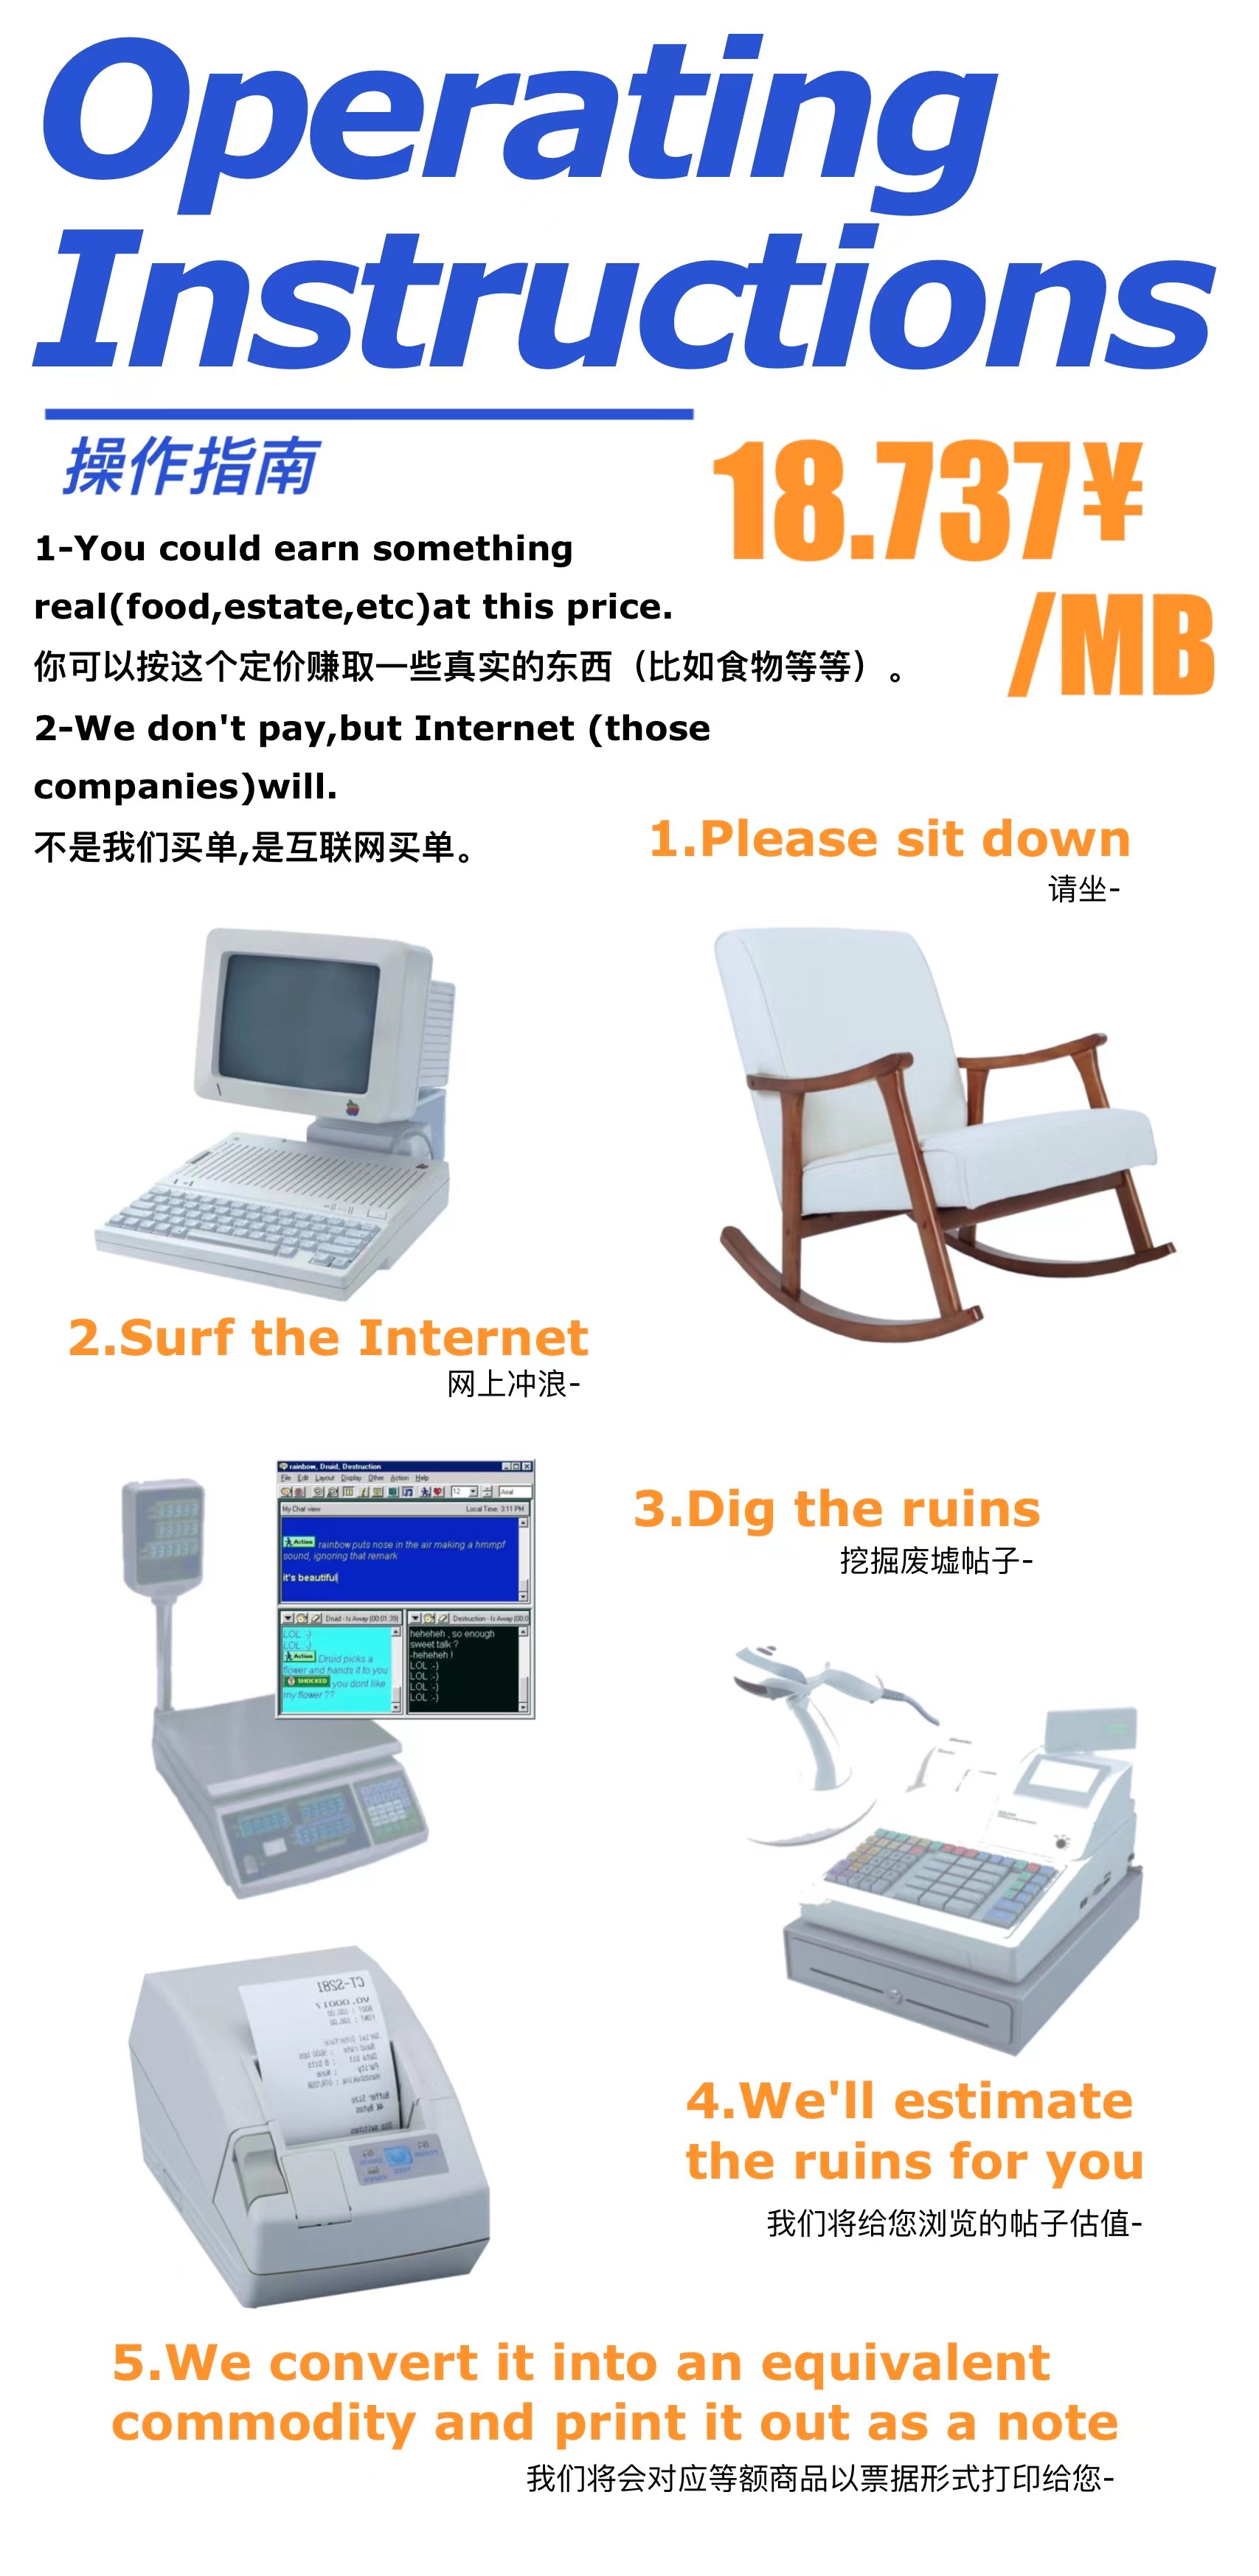 Operating
Instructions
操作指南
18.737¥
/MB
1-You could earn something
real(food,estate,etc)at this price.
你可以按这个定价赚取一些真实的东西（比如食物等等）。
2-We don't pay,but Internet (those
companies)will.
不是我们买单,是互联网买单。
1.Please sit down
请坐-
2.Surf the Internet
网上冲浪-
rainbow, Druid, Destruction
File Edit Layout Display Other Action Help
12 Arial
My Chat view Local Time: 3:11 PM
Action rainbow puts nose in the air making a hmmpf
sound, ignoring that remark
it's beautiful
Druid - Is Away (00:01:39)
LOL :-)
LOL :-)
Action Druid picks a
flower and hands it to you
SHOCKED you dont like
my flower ??
Destruction - Is Away (00:0
heheheh , so enough
sweet talk ?
-heheheh !
LOL :-)
LOL :-)
LOL :-)
LOL :-)
3.Dig the ruins
挖掘废墟帖子-
4.We'll estimate
the ruins for you
我们将给您浏览的帖子估值-
CT-S281
5.We convert it into an equivalent
commodity and print it out as a note
我们将会对应等额商品以票据形式打印给您-